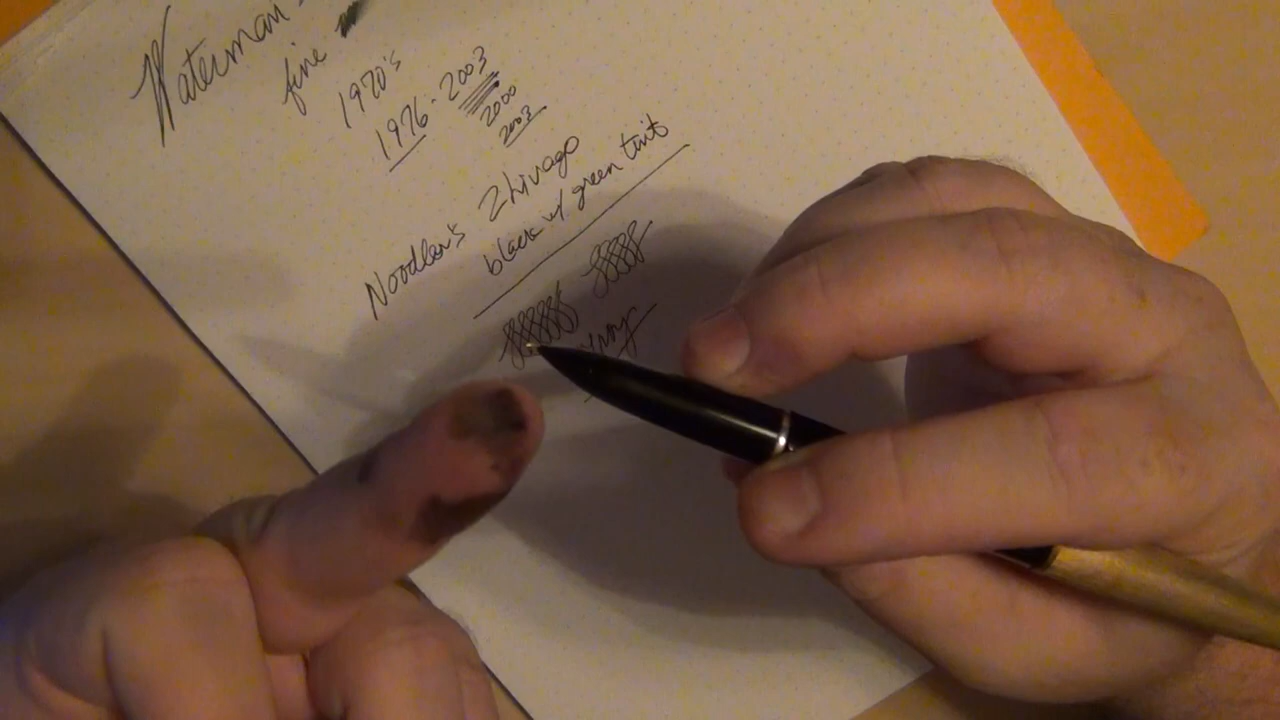 Waterman
fine
1970's
1976-2003
2000
2003
Noodler's Zhivago
black w/ green tint